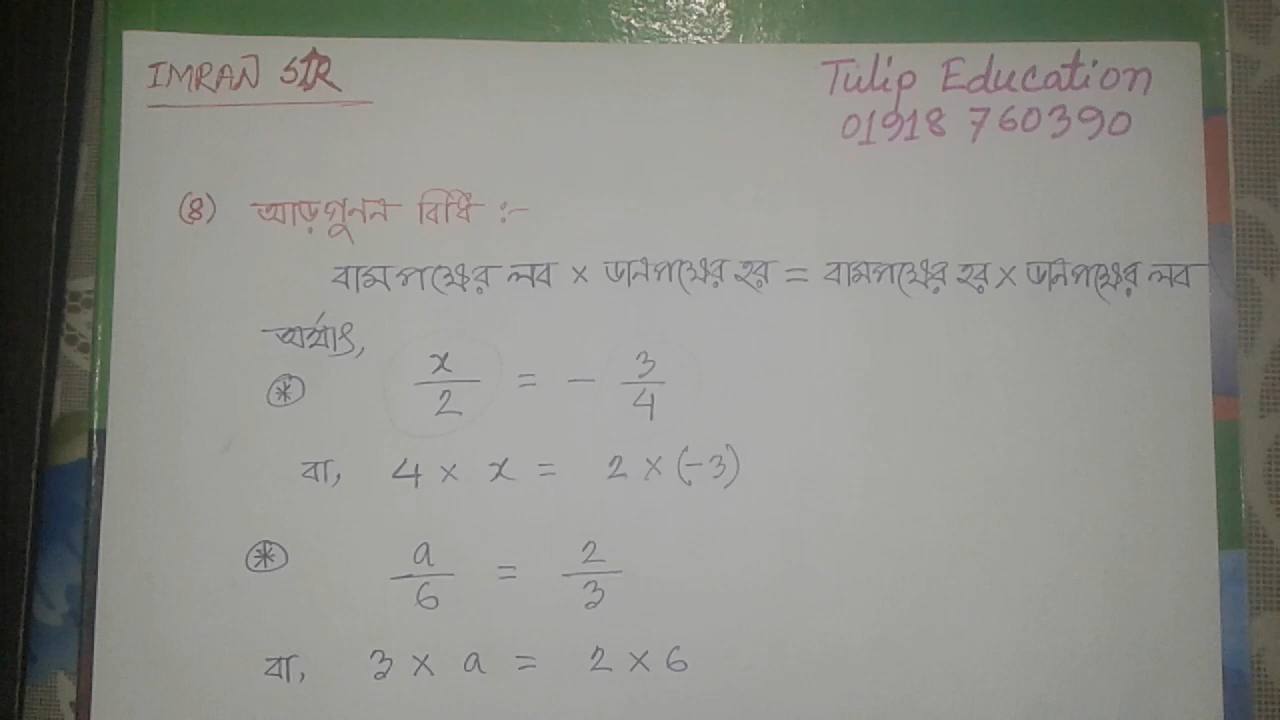 IMRAN SIR
Tulip Education
01918 760390
(৪) আড়গুনন বিধি :-
বামপক্ষের লব × ডানপক্ষের হর = বামপক্ষের হর × ডানপক্ষের লব
অর্থাৎ,
* x/2 = - 3/4
বা, 4 × x = 2 × (-3)
* a/6 = 2/3
বা, 3 × a = 2 × 6